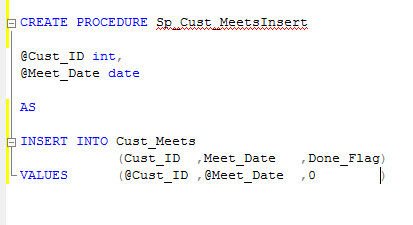 CREATE PROCEDURE Sp_Cust_MeetsInsert
@Cust_ID int,
@Meet_Date date
AS
INSERT INTO Cust_Meets
(Cust_ID ,Meet_Date ,Done_Flag)
VALUES (@Cust_ID ,@Meet_Date ,0 )